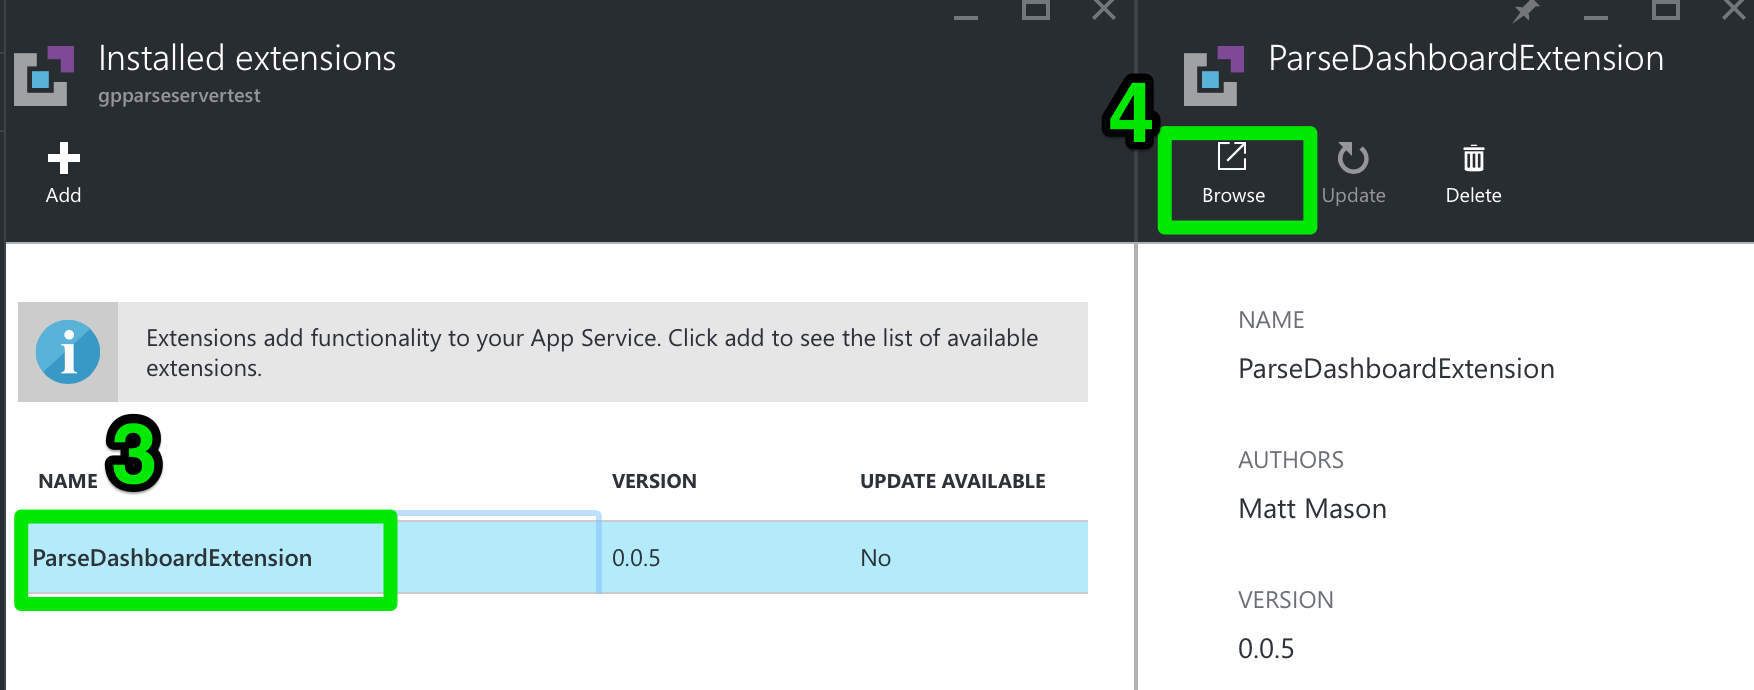 Installed extensions
gpparseservertest
Add
Extensions add functionality to your App Service. Click add to see the list of available
extensions.
3
NAME VERSION UPDATE AVAILABLE
ParseDashboardExtension 0.0.5 No
ParseDashboardExtension
4
Browse Update Delete
NAME
ParseDashboardExtension
AUTHORS
Matt Mason
VERSION
0.0.5